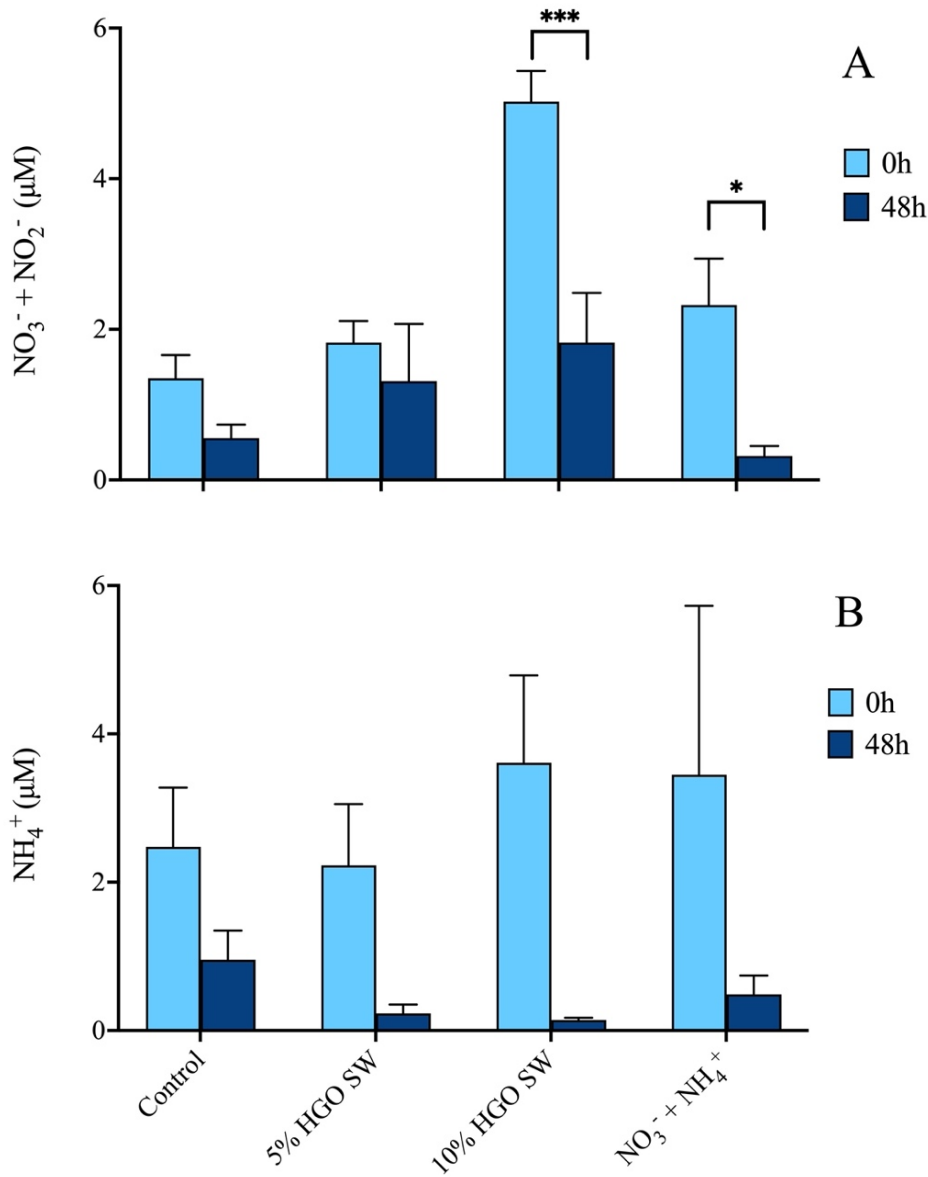 6
***
A
0h
48h
4
*
2
0
NO₃⁻ + NO₂⁻ (µM)
6
B
0h
48h
4
2
0
NH₄⁺ (µM)
Control
5% HGO SW
10% HGO SW
NO₃⁻ + NH₄⁺